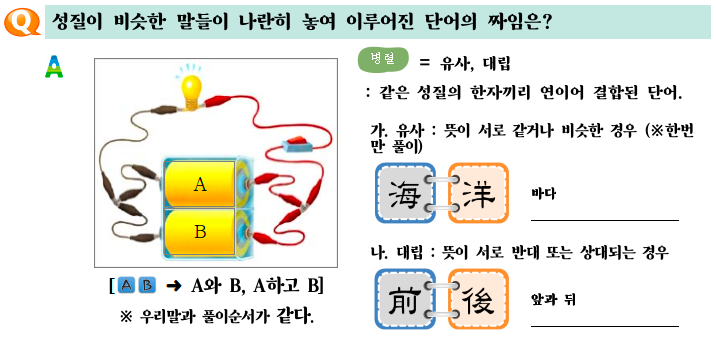 Q 성질이 비슷한 말들이 나란히 놓여 이루어진 단어의 짜임은?
A
병렬 = 유사, 대립
: 같은 성질의 한자끼리 연이어 결합된 단어.
가. 유사 : 뜻이 서로 같거나 비슷한 경우 (※한번
만 풀이)
A
B
海 洋 바다
[A B → A와 B, A하고 B]
※ 우리말과 풀이순서가 같다.
나. 대립 : 뜻이 서로 반대 또는 상대되는 경우
前 後 앞과 뒤